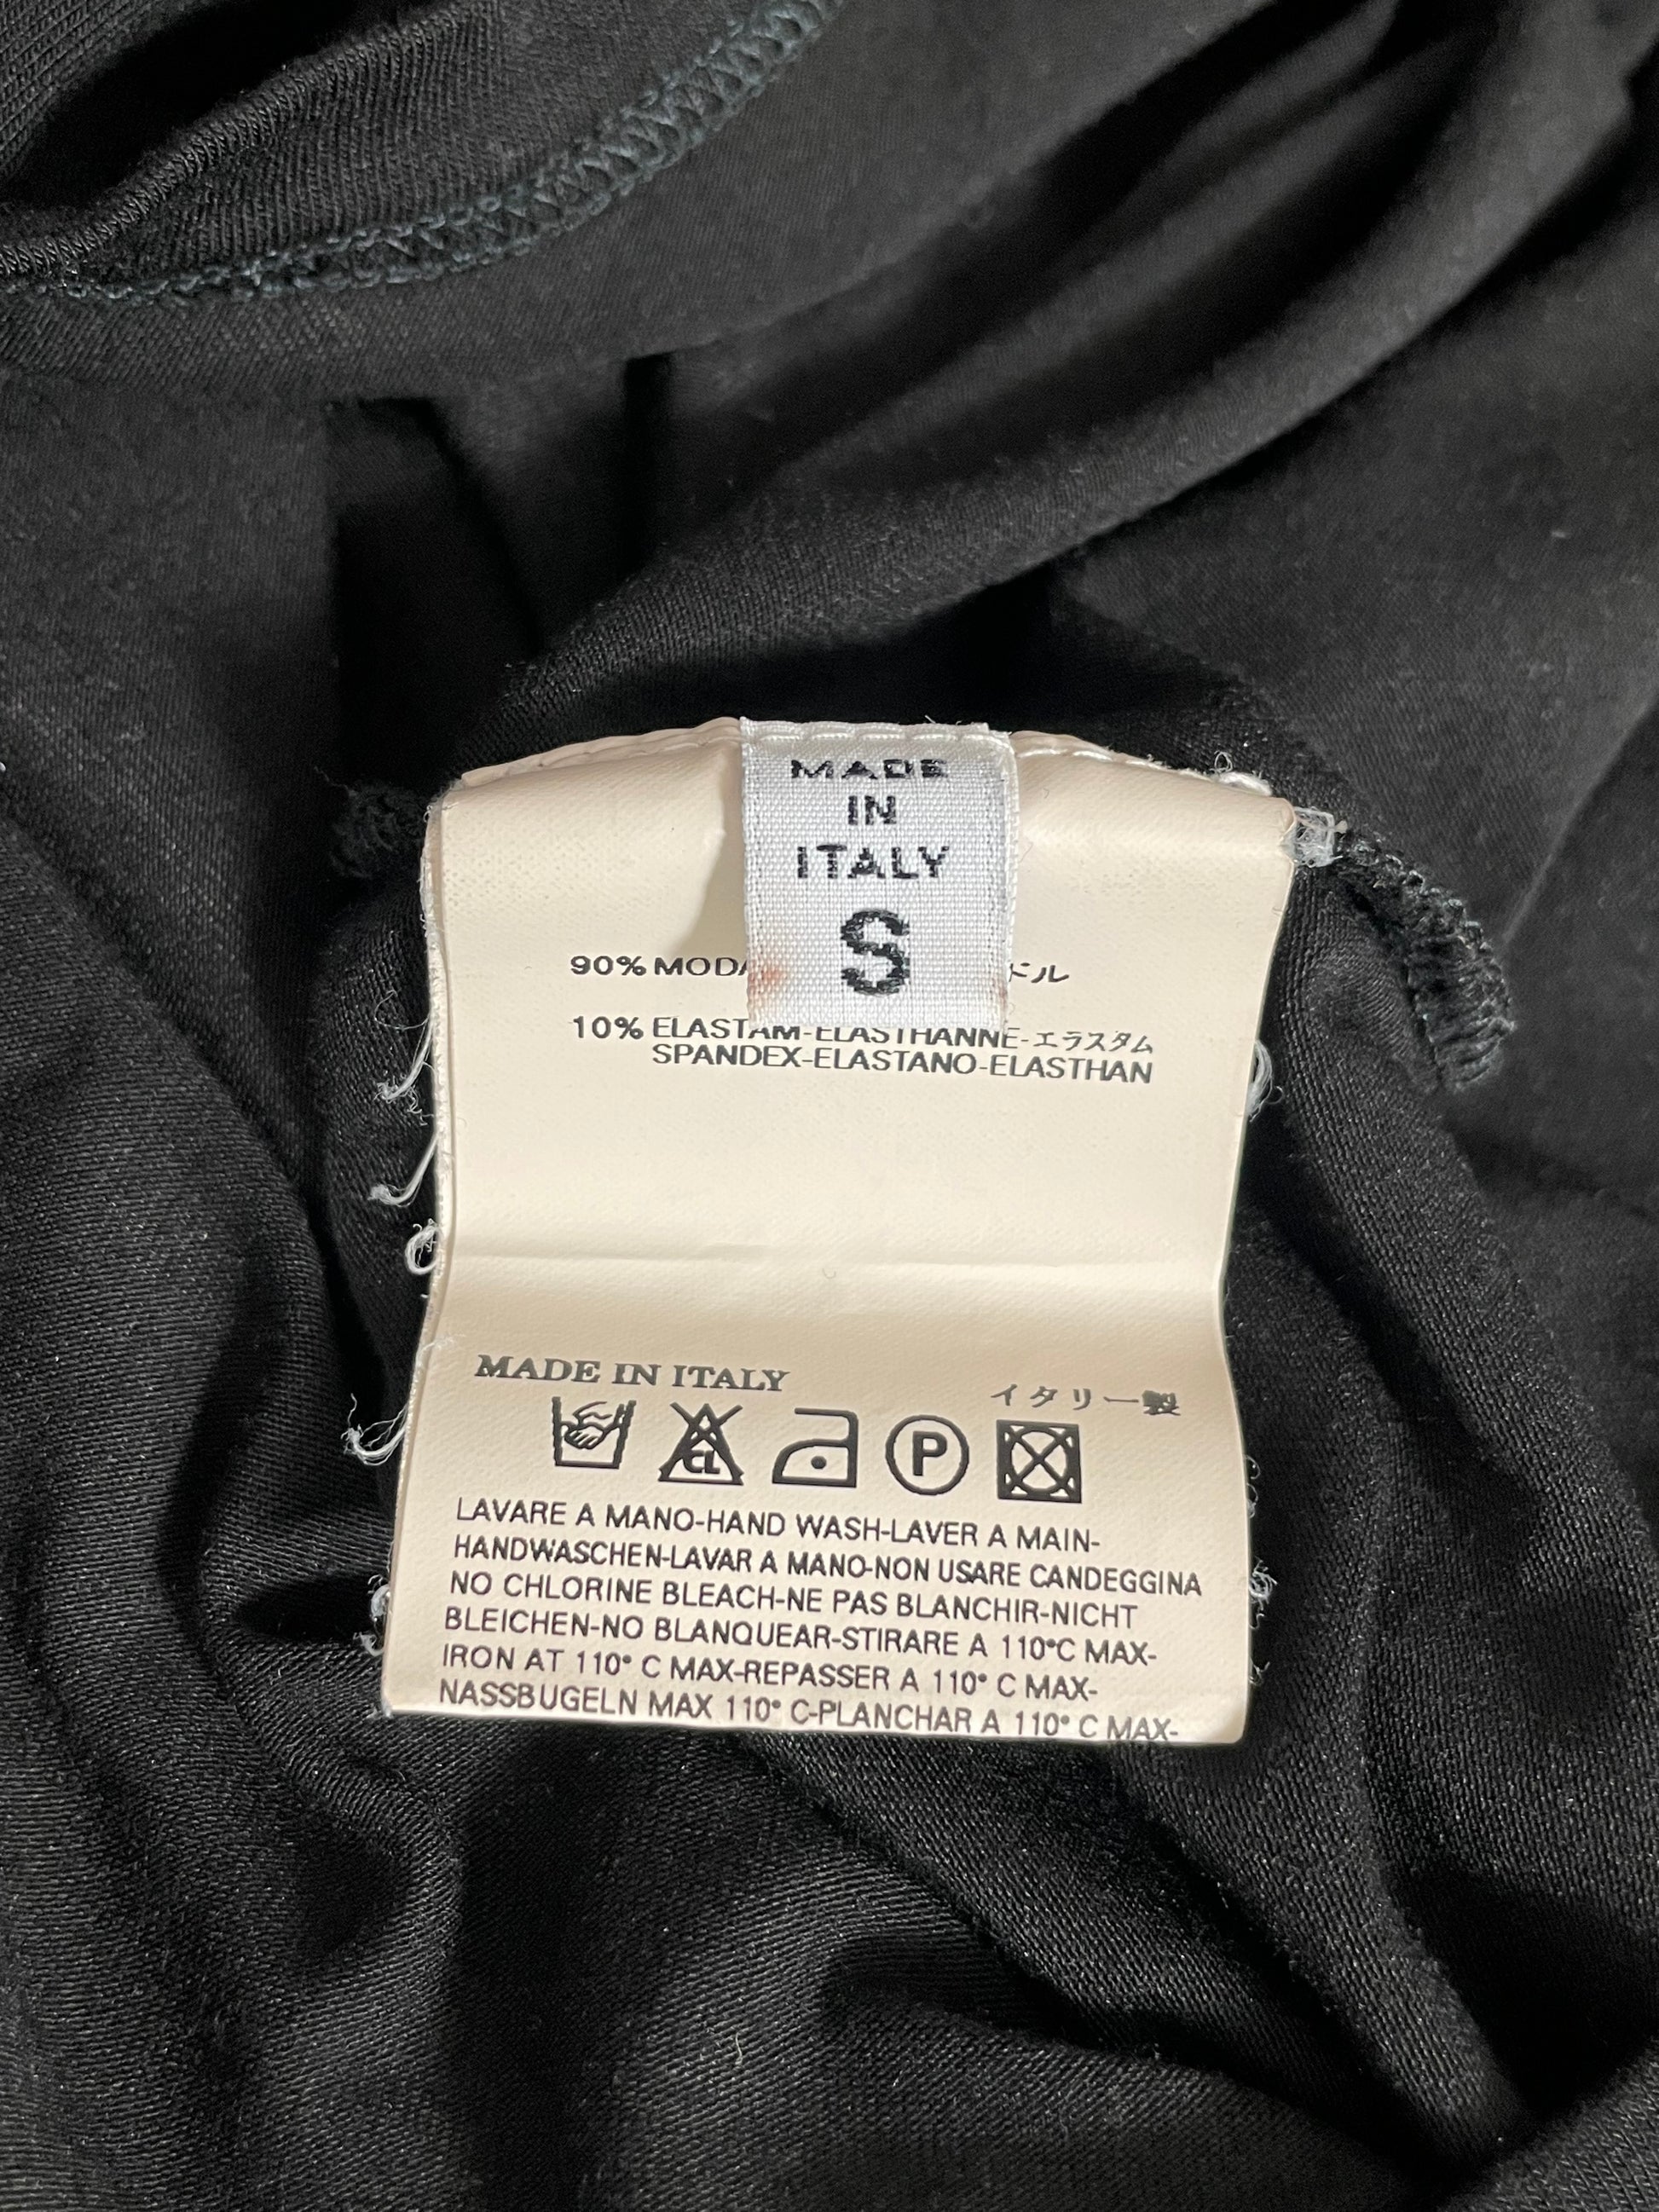 MADE
IN
ITALY
S
90% MODA ドル
10% ELASTAM-ELASTHANNE-エラスタム
SPANDEX-ELASTANO-ELASTHAN
MADE IN ITALY
イタリー製
CL P
LAVARE A MANO-HAND WASH-LAVER A MAIN-
HANDWASCHEN-LAVAR A MANO-NON USARE CANDEGGINA
NO CHLORINE BLEACH-NE PAS BLANCHIR-NICHT
BLEICHEN-NO BLANQUEAR-STIRARE A 110°C MAX-
IRON AT 110° C MAX-REPASSER A 110° C MAX-
NASSBUGELN MAX 110° C-PLANCHAR A 110° C MAX-